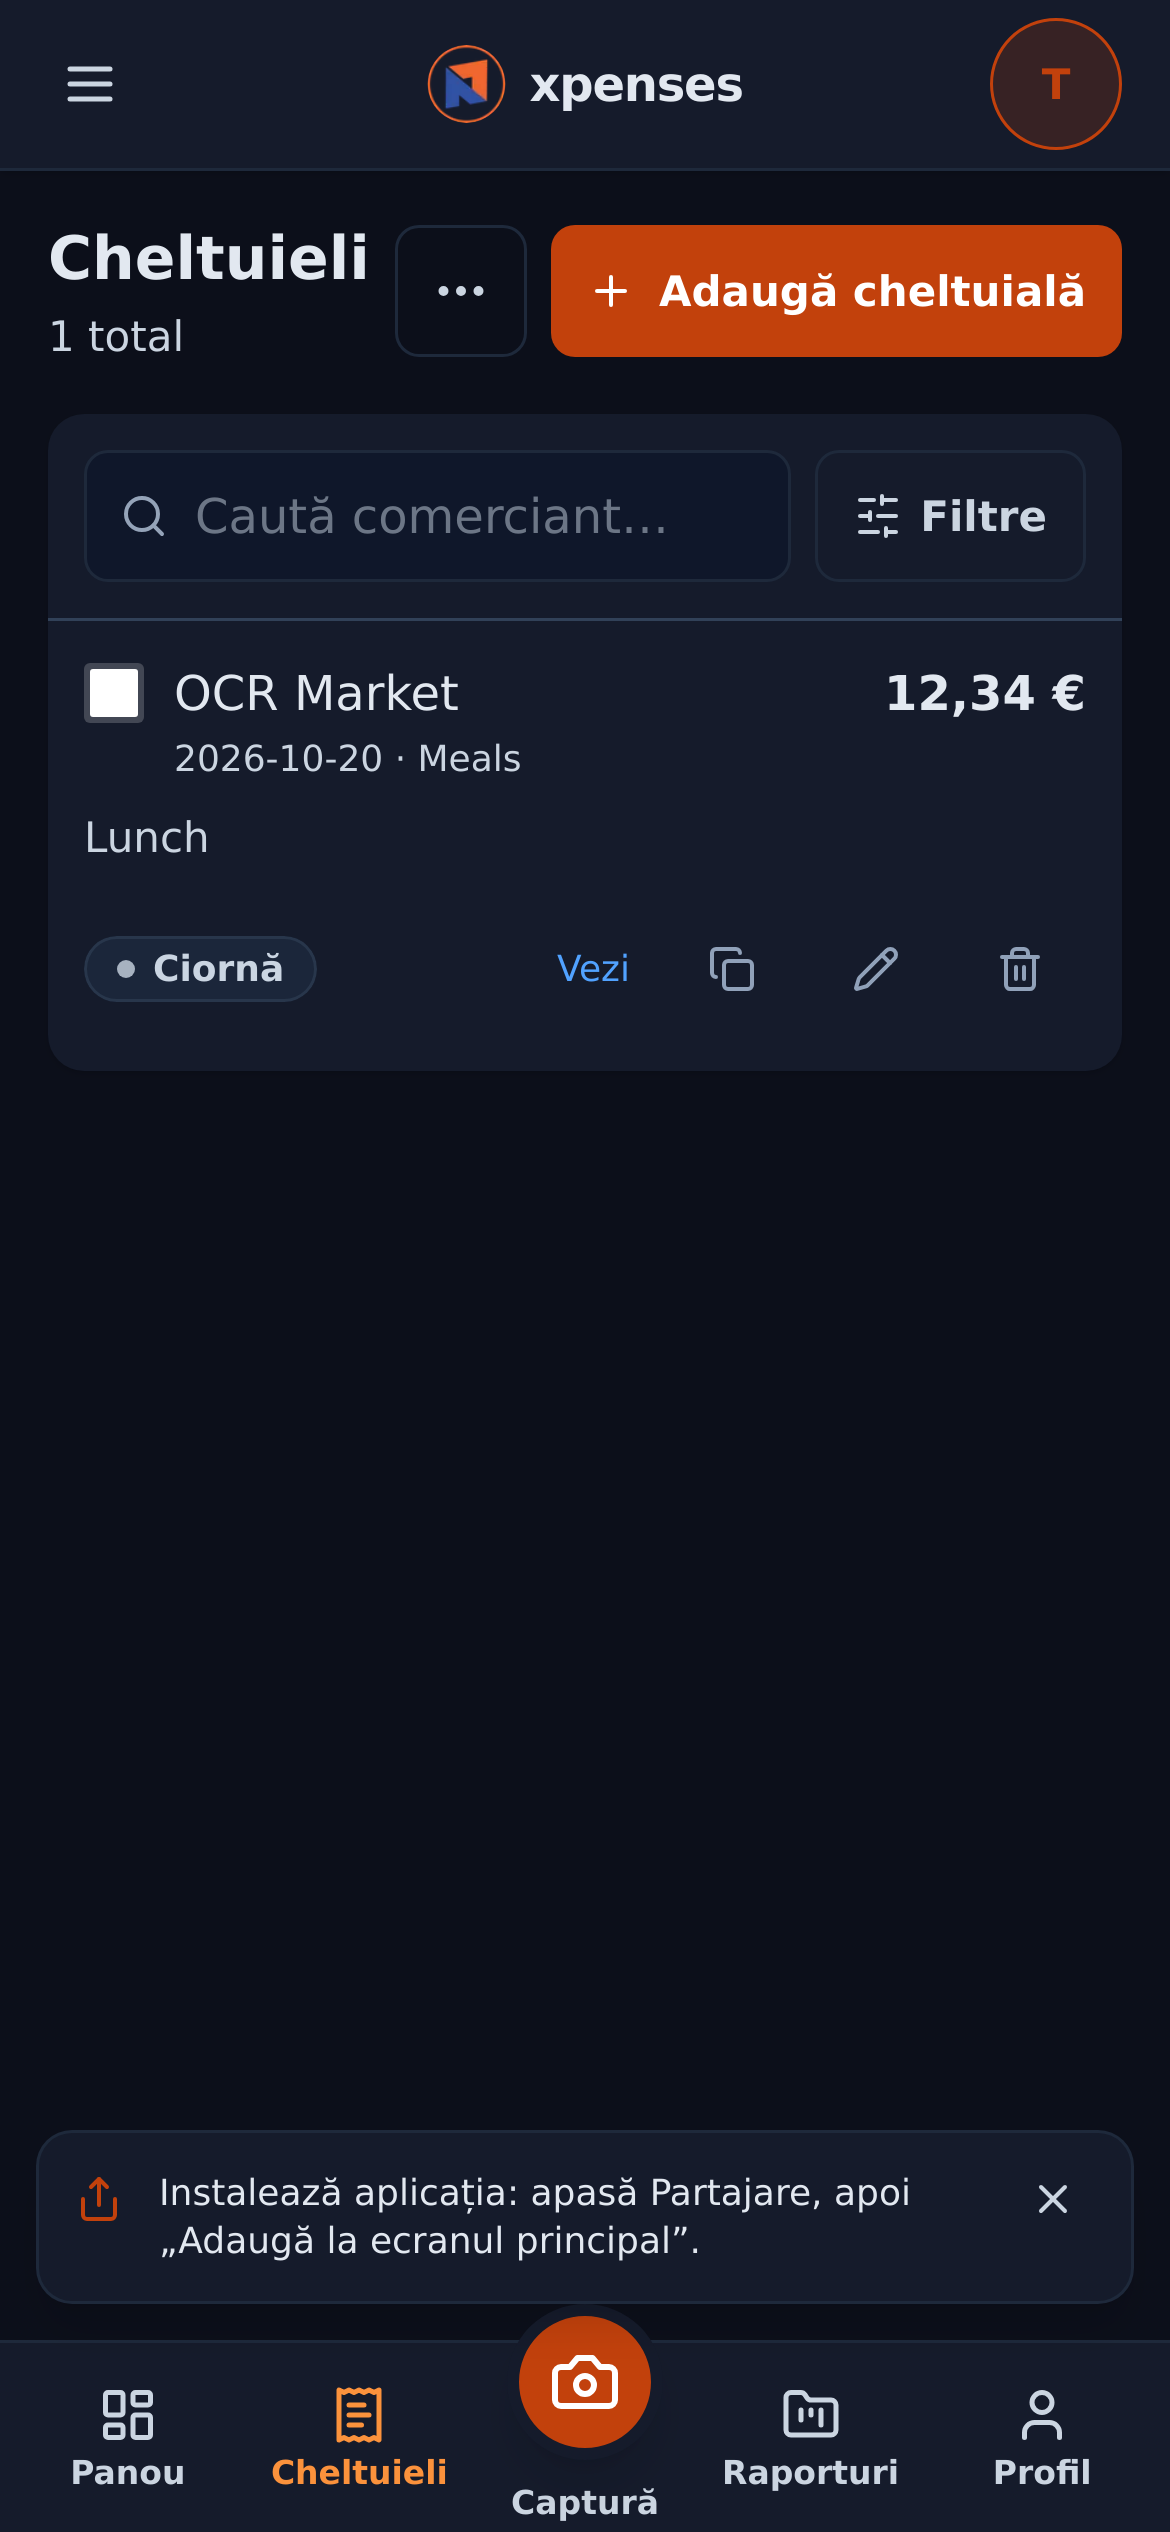 xpenses
T
Cheltuieli
1 total
Adaugă cheltuială
Caută comerciant...
Filtre
OCR Market
12,34 €
2026-10-20 · Meals
Lunch
Ciornă
Vezi
Instalează aplicația: apasă Partajare, apoi
„Adaugă la ecranul principal”.
Panou
Cheltuieli
Captură
Raporturi
Profil